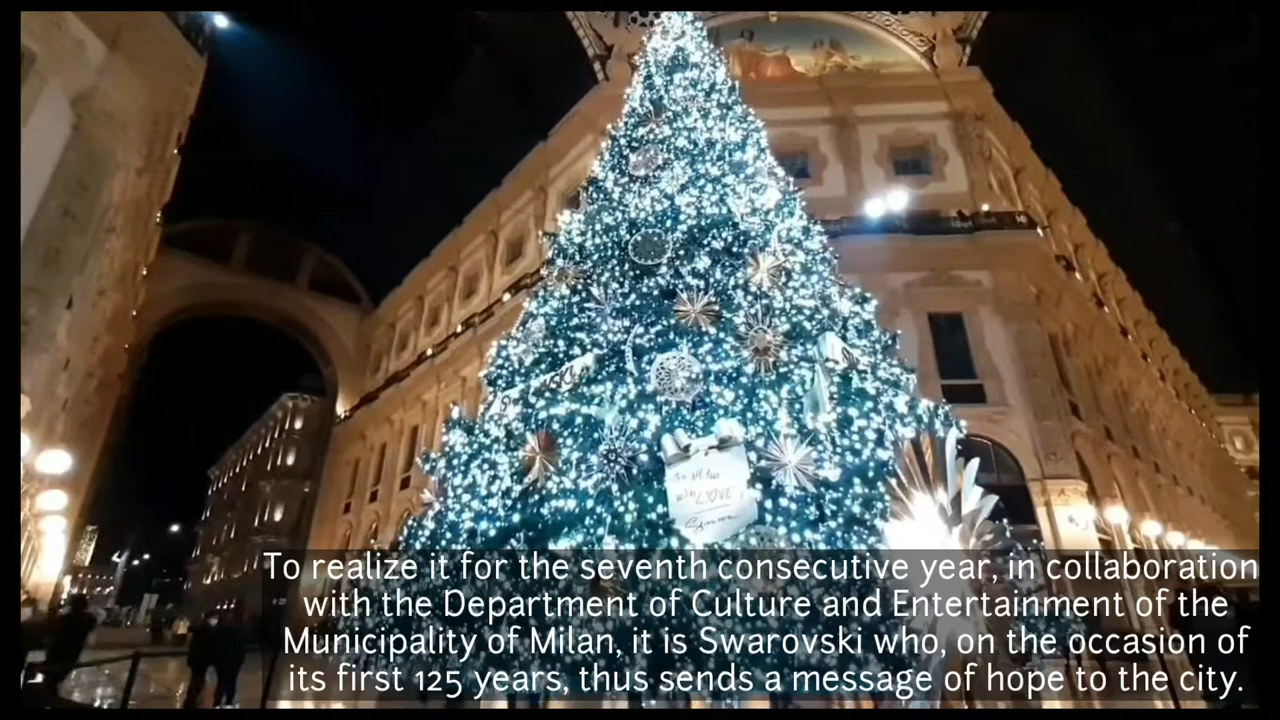 with LOVE!
To realize it for the seventh consecutive year, in collaboration
with the Department of Culture and Entertainment of the
Municipality of Milan, it is Swarovski who, on the occasion of
its first 125 years, thus sends a message of hope to the city.